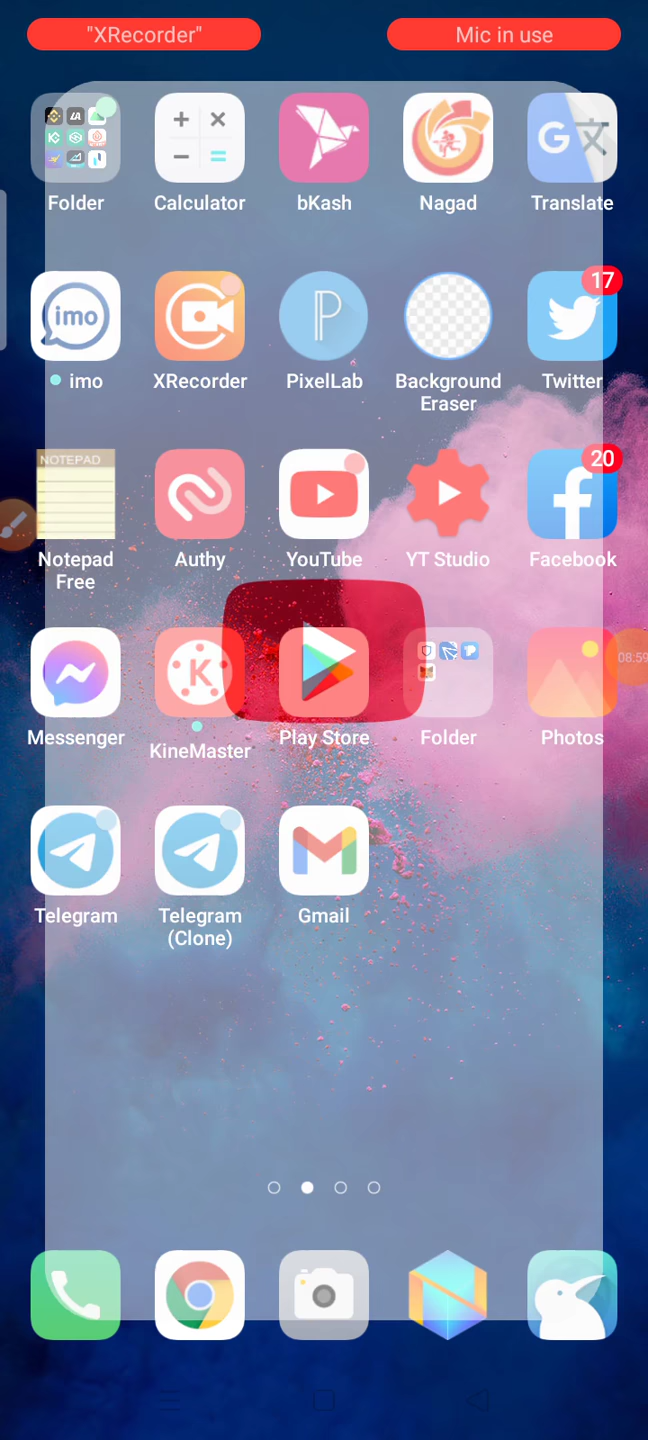 "XRecorder" Mic in use
Folder Calculator bKash Nagad Translate
imo
17
imo XRecorder PixelLab Background Twitter
Eraser
NOTEPAD
20
Notepad Authy YouTube YT Studio Facebook
Free
08:59
Messenger KineMaster Play Store Folder Photos
Telegram Telegram Gmail
(Clone)